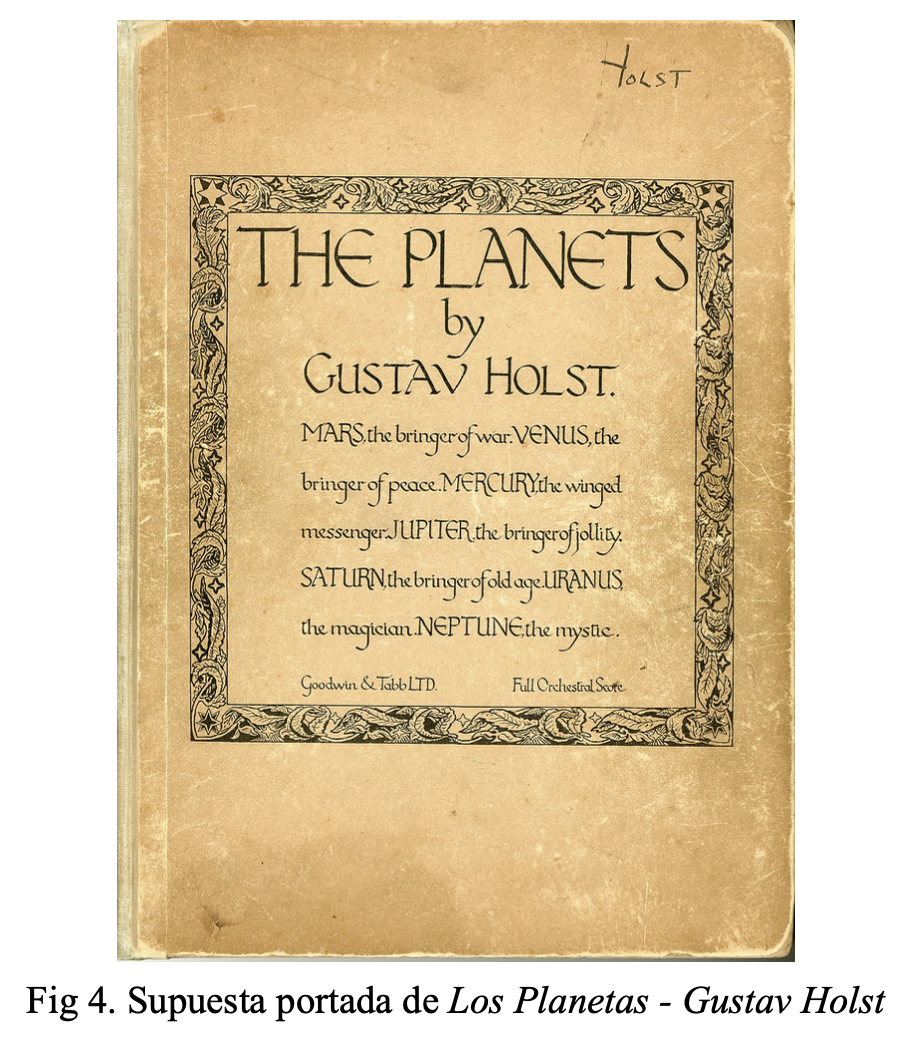 HOLST
THE PLANETS
by
GUSTAV HOLST.
MARS, the bringer of war. VENUS, the
bringer of peace. MERCURY, the winged
messenger. JUPITER, the bringer of jollity.
SATURN, the bringer of old age. URANUS,
the magician. NEPTUNE, the mystic.
Goodwin & Tabb LTD. Full Orchestral Score
Fig 4. Supuesta portada de Los Planetas - Gustav Holst